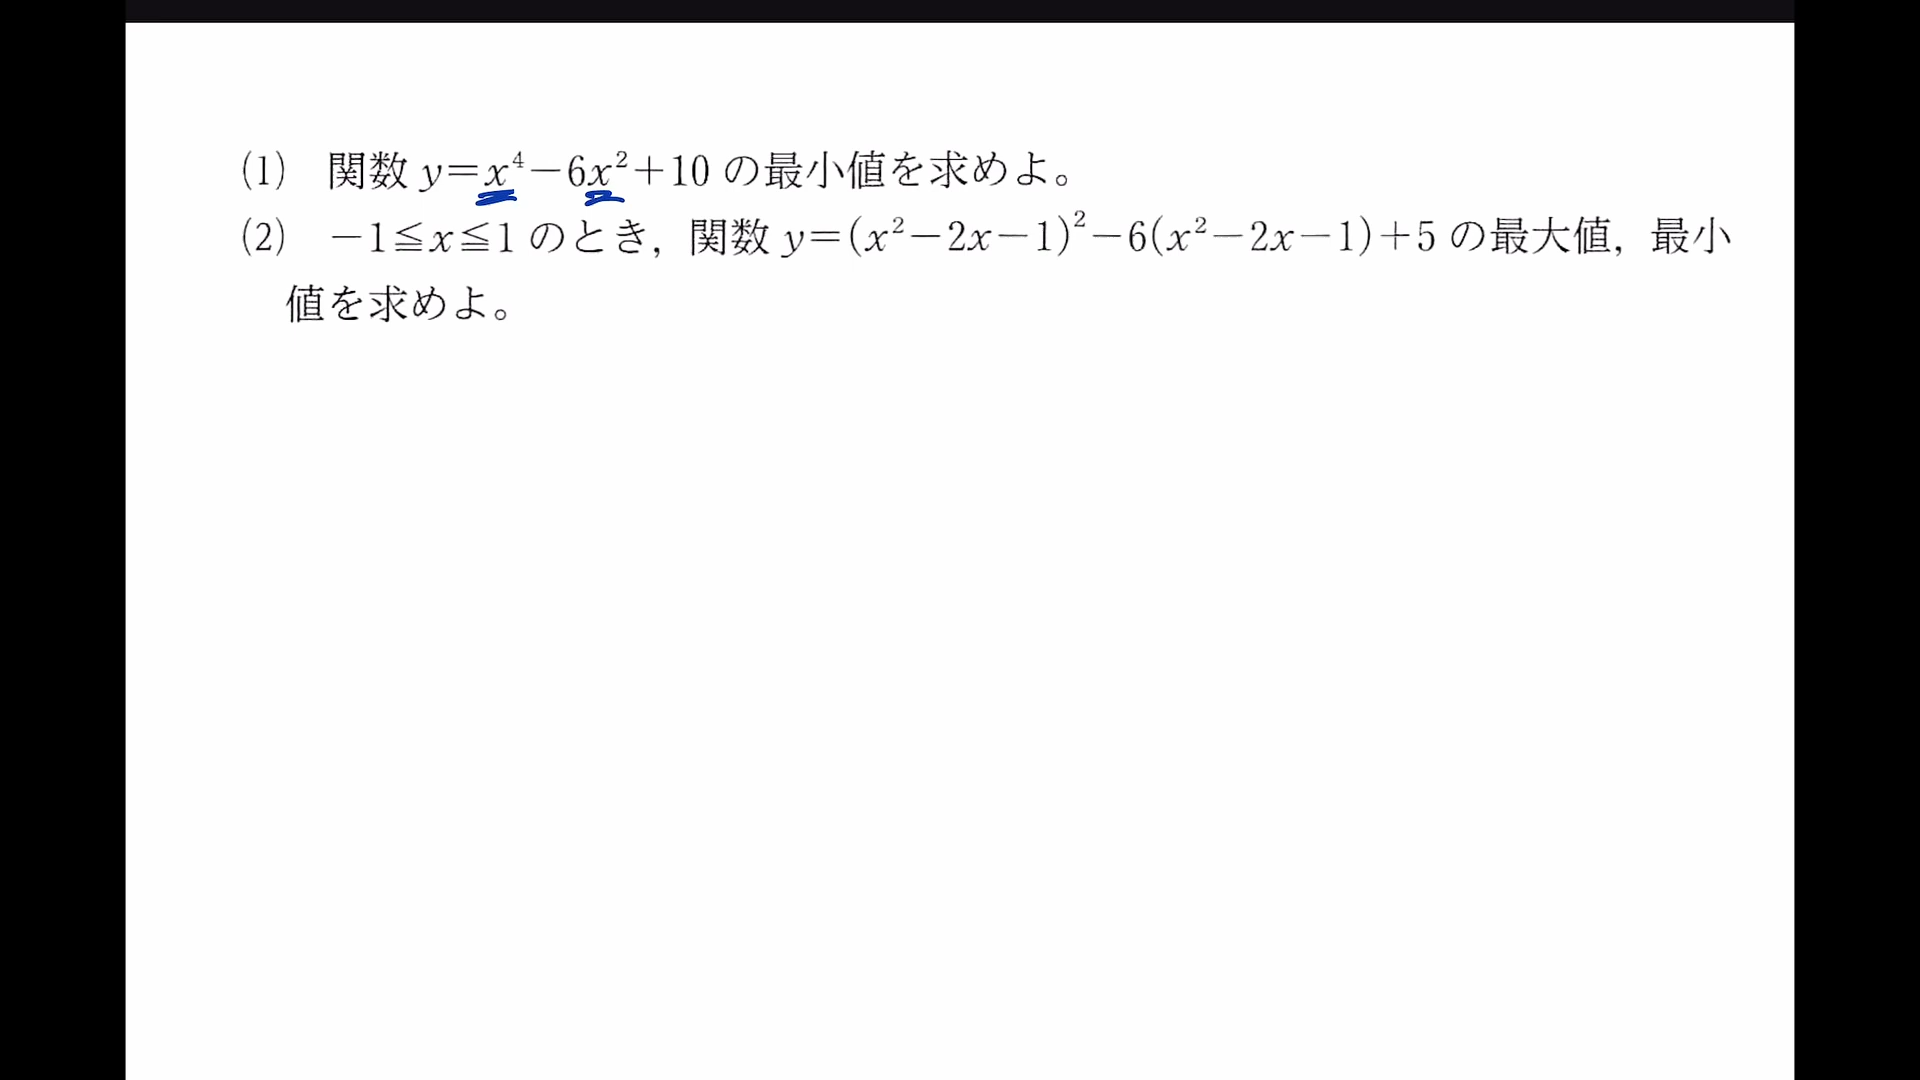 (1) 関数 y=x⁴−6x²+10 の最小値を求めよ。
(2) −1≦x≦1 のとき, 関数 y=(x²−2x−1)²−6(x²−2x−1)+5 の最大値, 最小
値を求めよ。